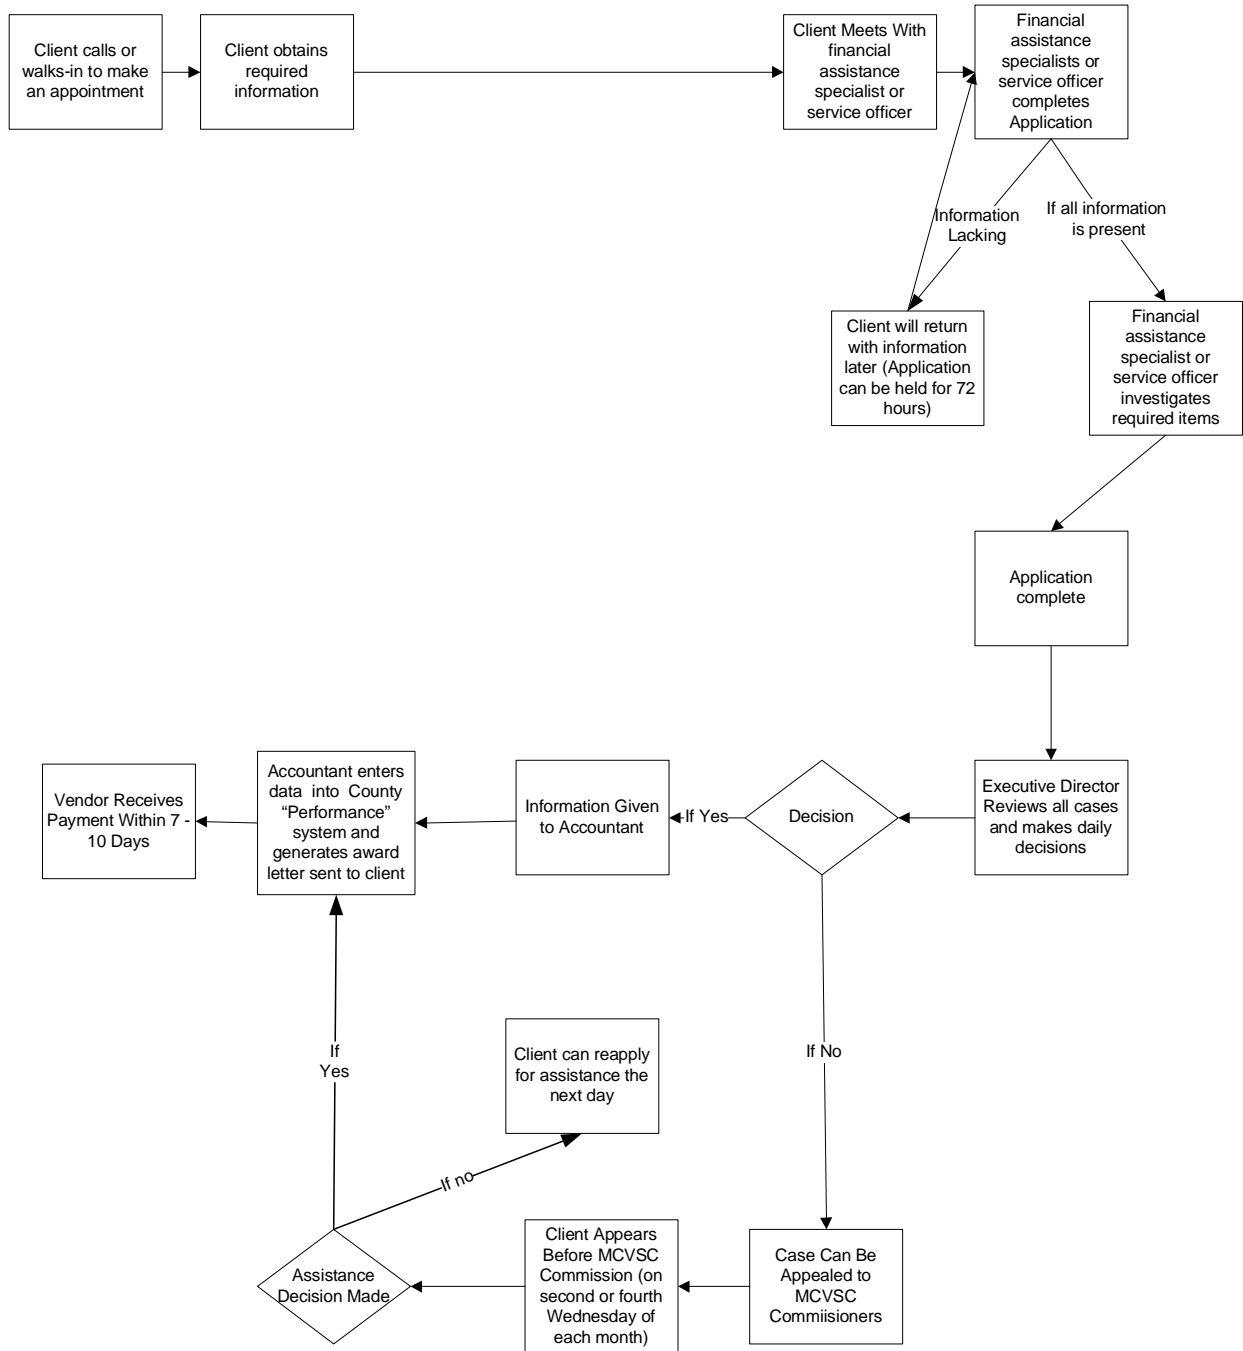 Client calls or
walks-in to make
an appointment
Client obtains
required
information
Client Meets With
financial
assistance
specialist or
service officer
Financial
assistance
specialists or
service officer
completes
Application
Information
Lacking
If all information
is present
Client will return
with information
later (Application
can be held for 72
hours)
Financial
assistance
specialist or
service officer
investigates
required items
Application
complete
Executive Director
Reviews all cases
and makes daily
decisions
Decision
If Yes
Information Given
to Accountant
Accountant enters
data into County
“Performance”
system and
generates award
letter sent to client
Vendor Receives
Payment Within 7 -
10 Days
If No
Case Can Be
Appealed to
MCVSC
Commiisioners
Client Appears
Before MCVSC
Commission (on
second or fourth
Wednesday of
each month)
Assistance
Decision Made
If no
Client can reapply
for assistance the
next day
If
Yes